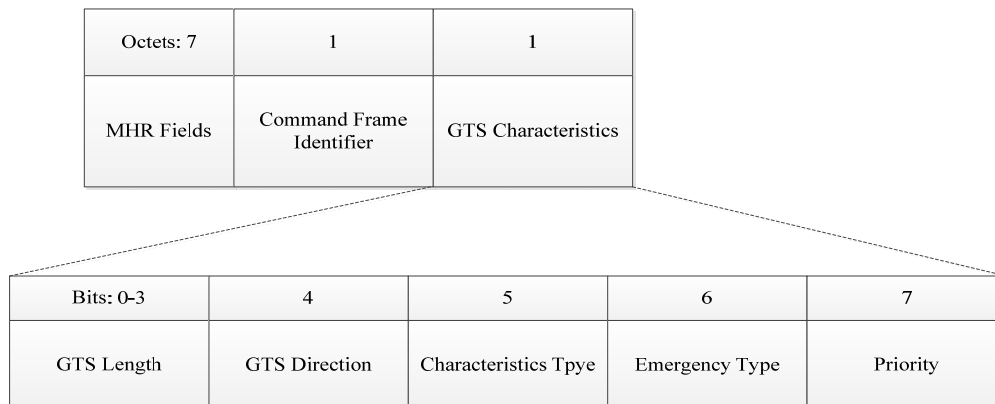 Octets: 7 1 1
MHR Fields Command Frame Identifier GTS Characteristics
Bits: 0-3 4 5 6 7
GTS Length GTS Direction Characteristics Tpye Emergency Type Priority